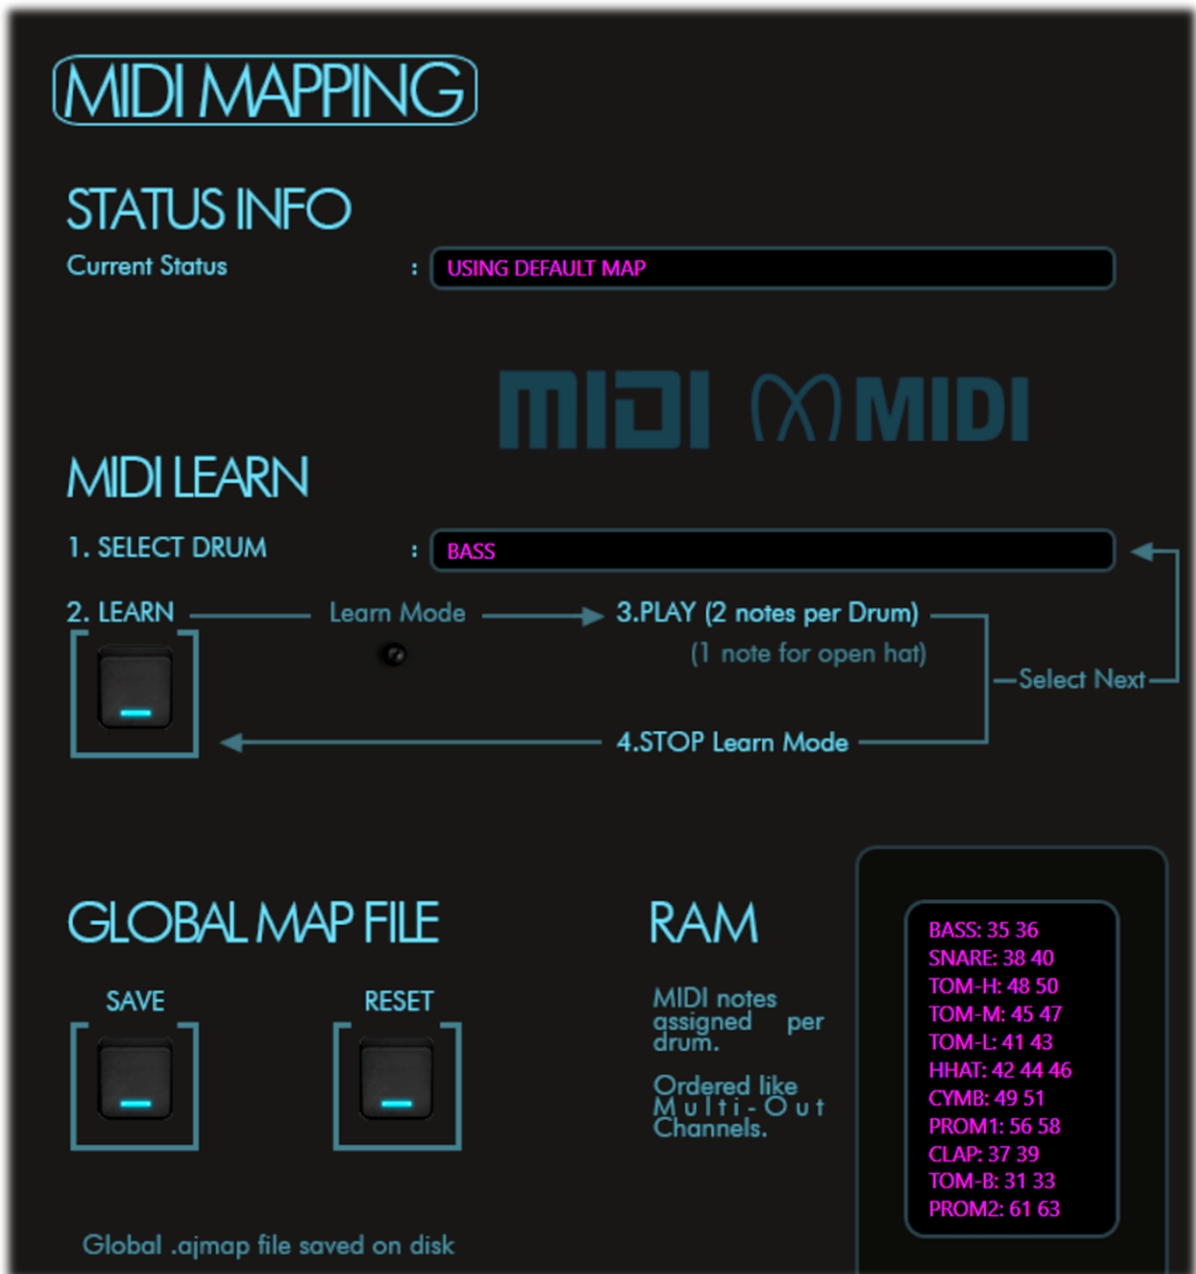 MIDI MAPPING
STATUS INFO
Current Status : USING DEFAULT MAP
MIDI MIDI
MIDI LEARN
1. SELECT DRUM : BASS
2. LEARN Learn Mode 3.PLAY (2 notes per Drum)
(1 note for open hat)
Select Next
4.STOP Learn Mode
GLOBAL MAP FILE
SAVE RESET
Global .ajmap file saved on disk
RAM
MIDI notes
assigned per
drum.
Ordered like
Multi-Out
Channels.
BASS: 35 36
SNARE: 38 40
TOM-H: 48 50
TOM-M: 45 47
TOM-L: 41 43
HHAT: 42 44 46
CYMB: 49 51
PROM1: 56 58
CLAP: 37 39
TOM-B: 31 33
PROM2: 61 63